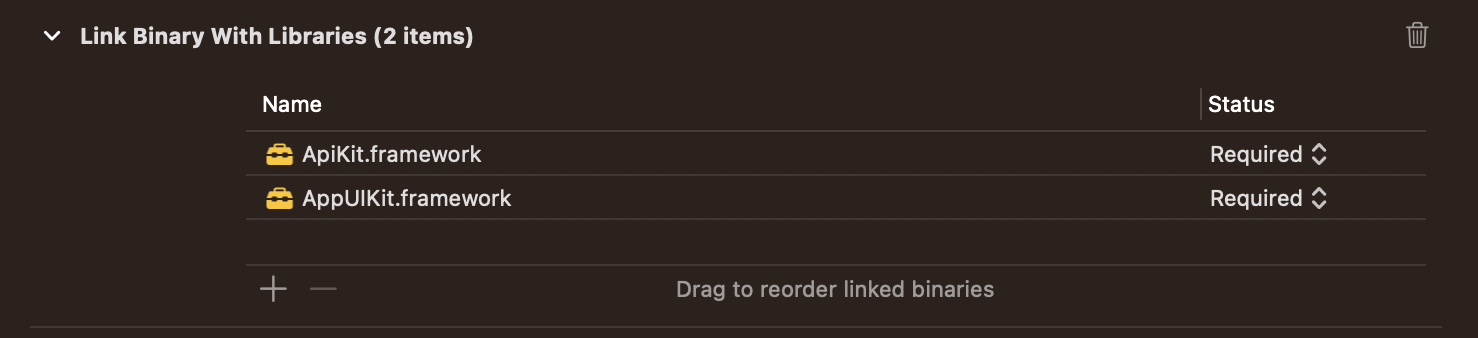 Link Binary With Libraries (2 items)
Name Status
ApiKit.framework Required
AppUIKit.framework Required
Drag to reorder linked binaries